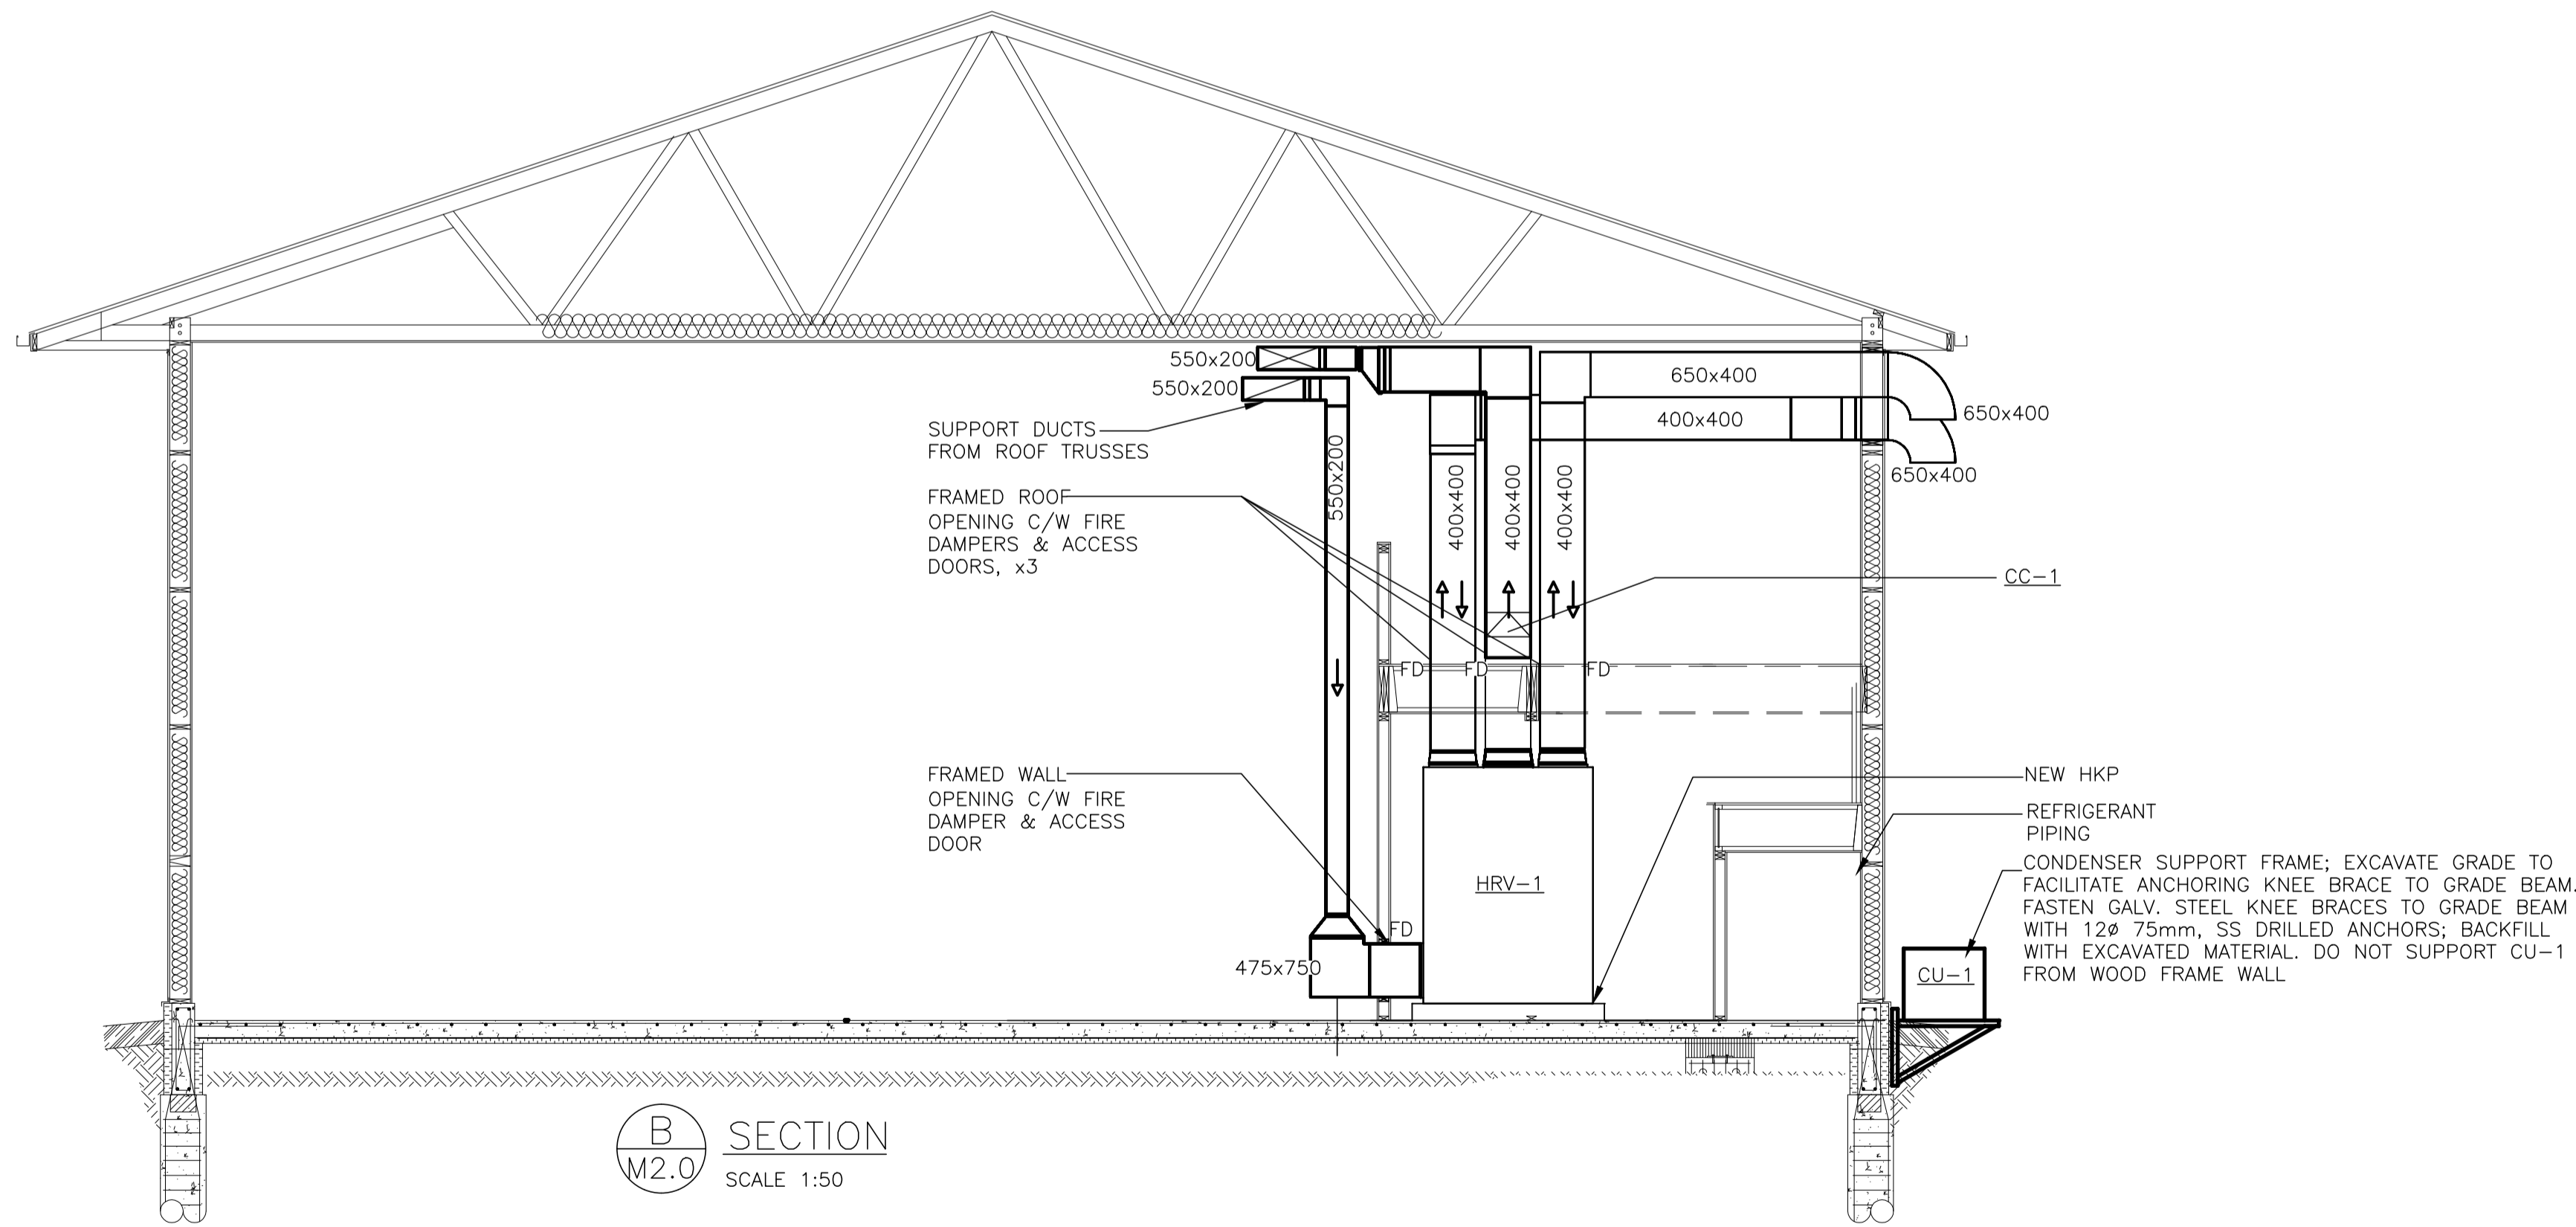 550x200
550x200
650x400
400x400
650x400
650x400
SUPPORT DUCTS
FROM ROOF TRUSSES
550x200
400x400
400x400
400x400
FRAMED ROOF
OPENING C/W FIRE
DAMPERS & ACCESS
DOORS, x3
CC-1
FD
FD
FD
FRAMED WALL
OPENING C/W FIRE
DAMPER & ACCESS
DOOR
NEW HKP
REFRIGERANT
PIPING
HRV-1
CONDENSER SUPPORT FRAME; EXCAVATE GRADE TO
FACILITATE ANCHORING KNEE BRACE TO GRADE BEAM.
FASTEN GALV. STEEL KNEE BRACES TO GRADE BEAM
WITH 12ø 75mm, SS DRILLED ANCHORS; BACKFILL
WITH EXCAVATED MATERIAL. DO NOT SUPPORT CU-1
FROM WOOD FRAME WALL
FD
475x750
CU-1
B
M2.0
SECTION
SCALE 1:50